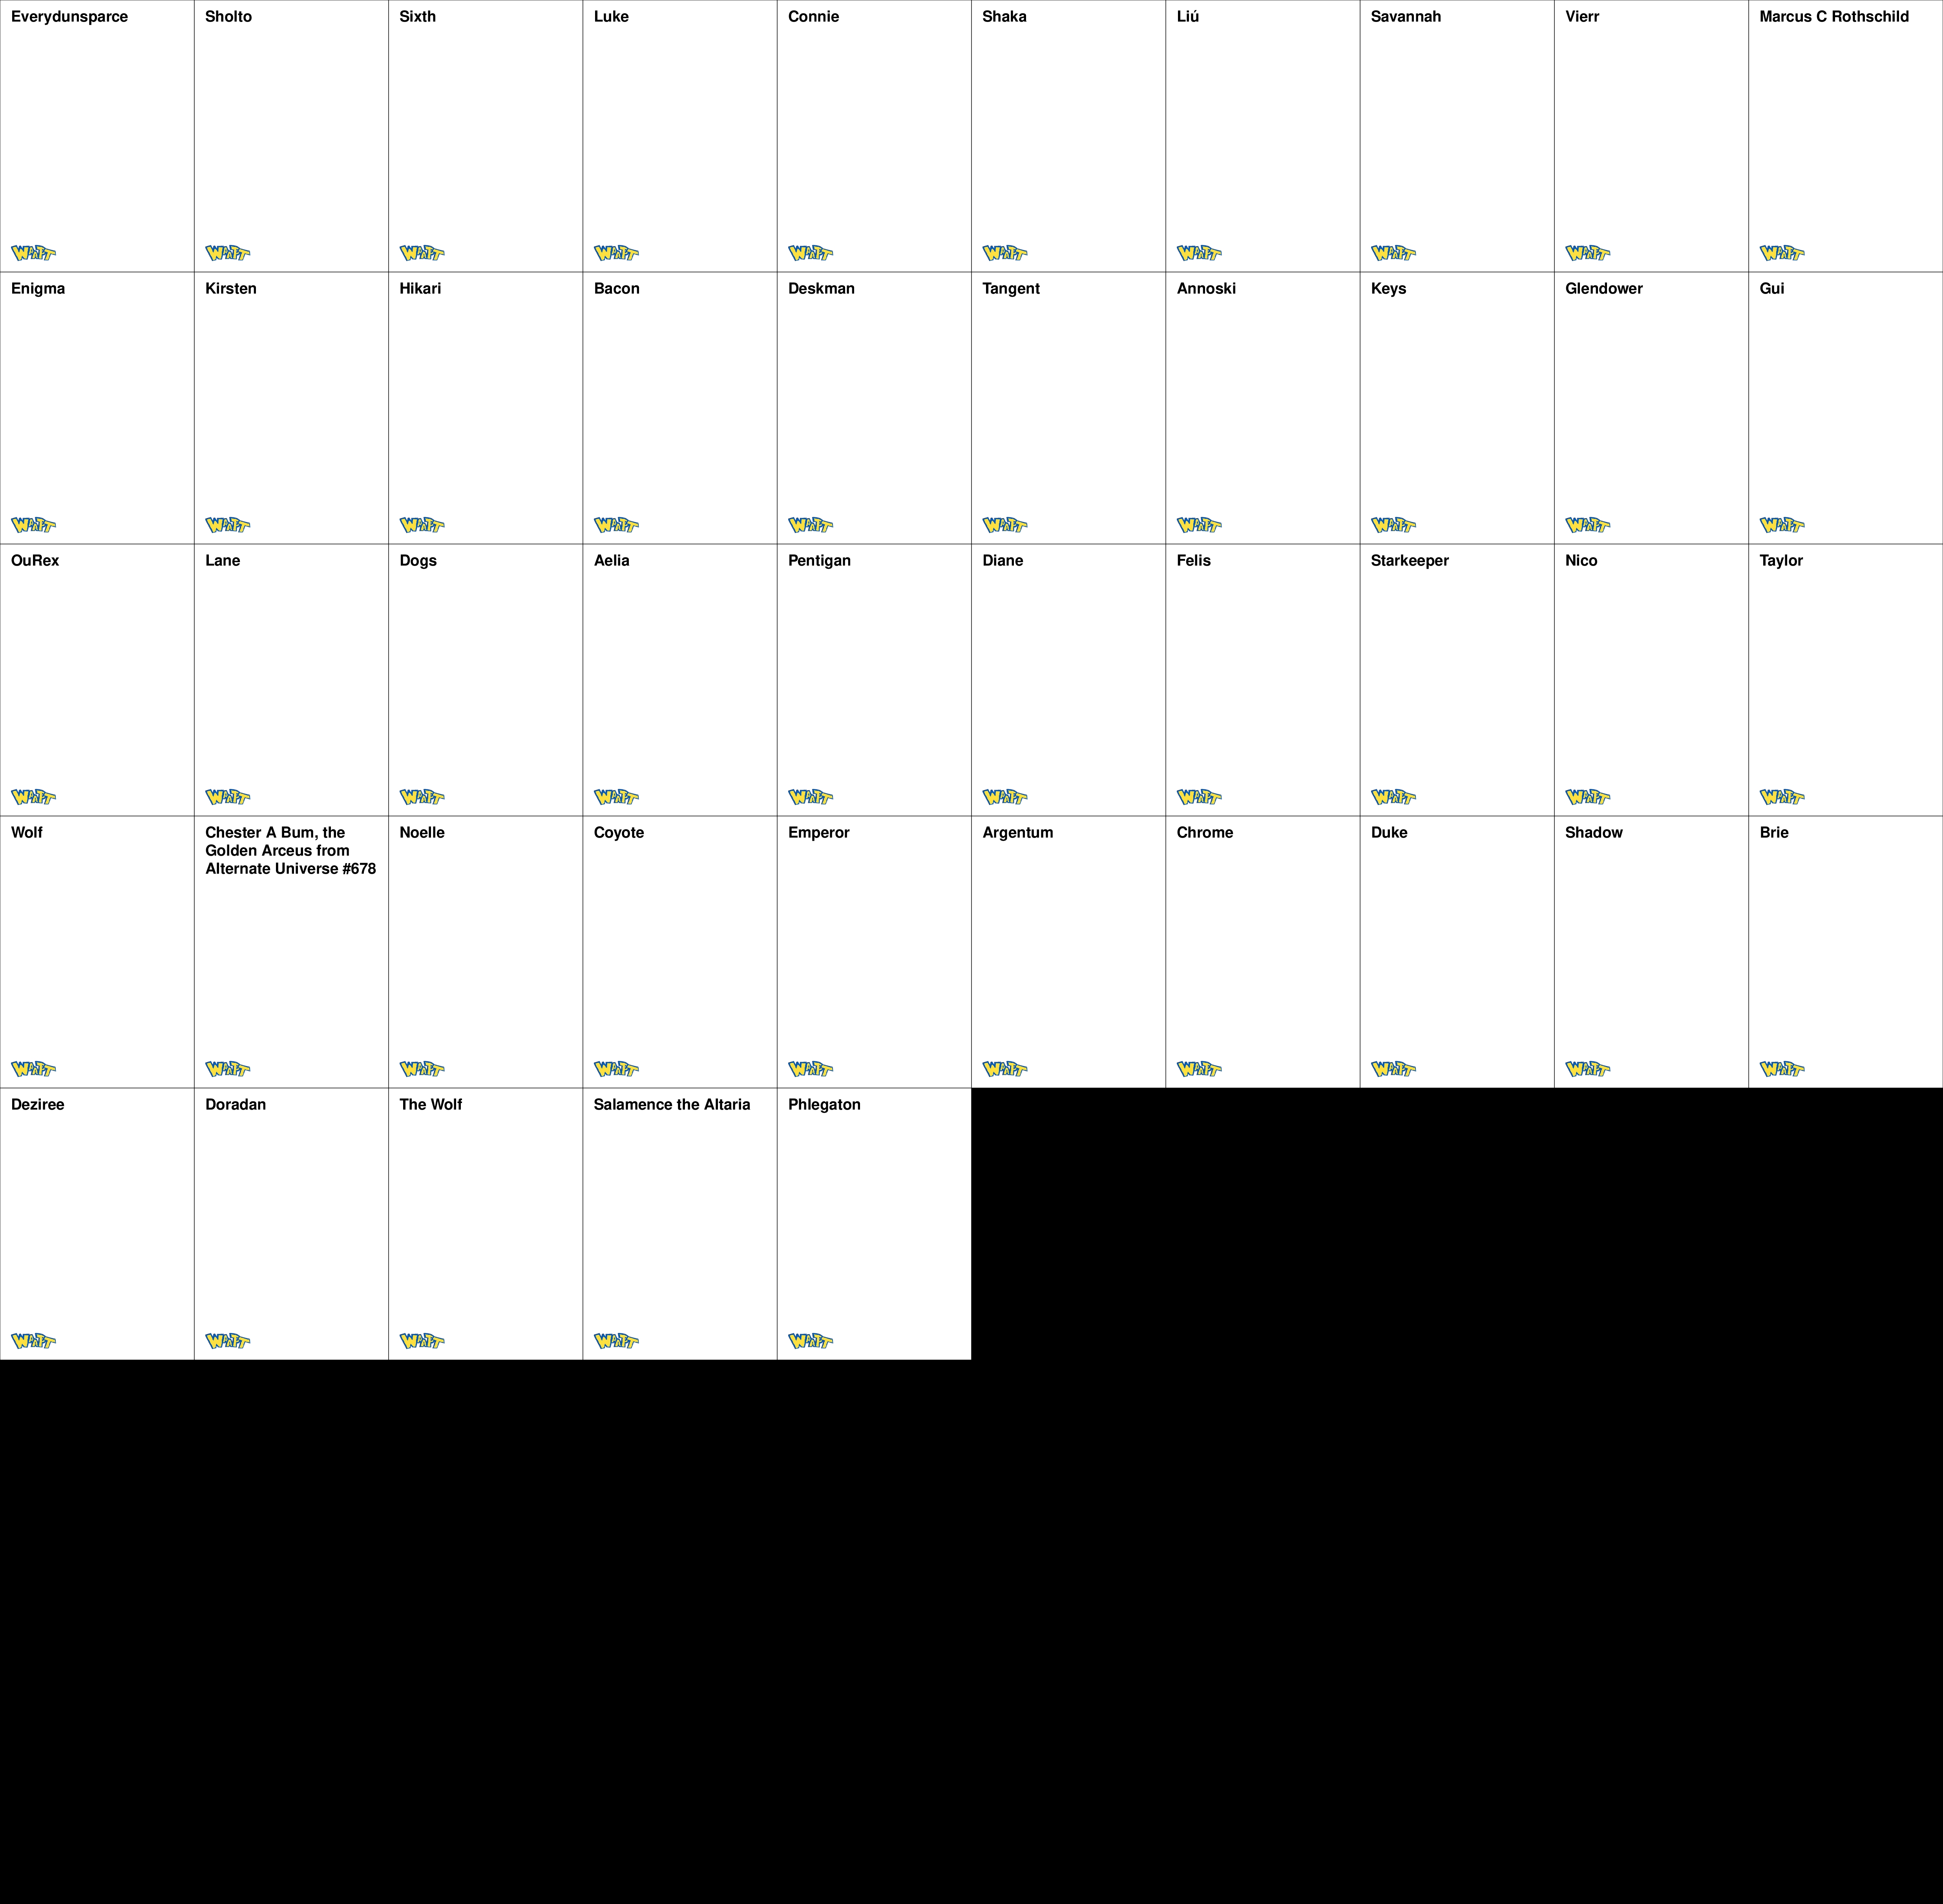 Everydunsparce
Sholto
Sixth
Luke
Connie
Shaka
Liú
Savannah
Vierr
Marcus C Rothschild
Enigma
Kirsten
Hikari
Bacon
Deskman
Tangent
Annoski
Keys
Glendower
Gui
OuRex
Lane
Dogs
Aelia
Pentigan
Diane
Felis
Starkeeper
Nico
Taylor
Wolf
Chester A Bum, the
Golden Arceus from
Alternate Universe #678
Noelle
Coyote
Emperor
Argentum
Chrome
Duke
Shadow
Brie
Deziree
Doradan
The Wolf
Salamence the Altaria
Phlegaton